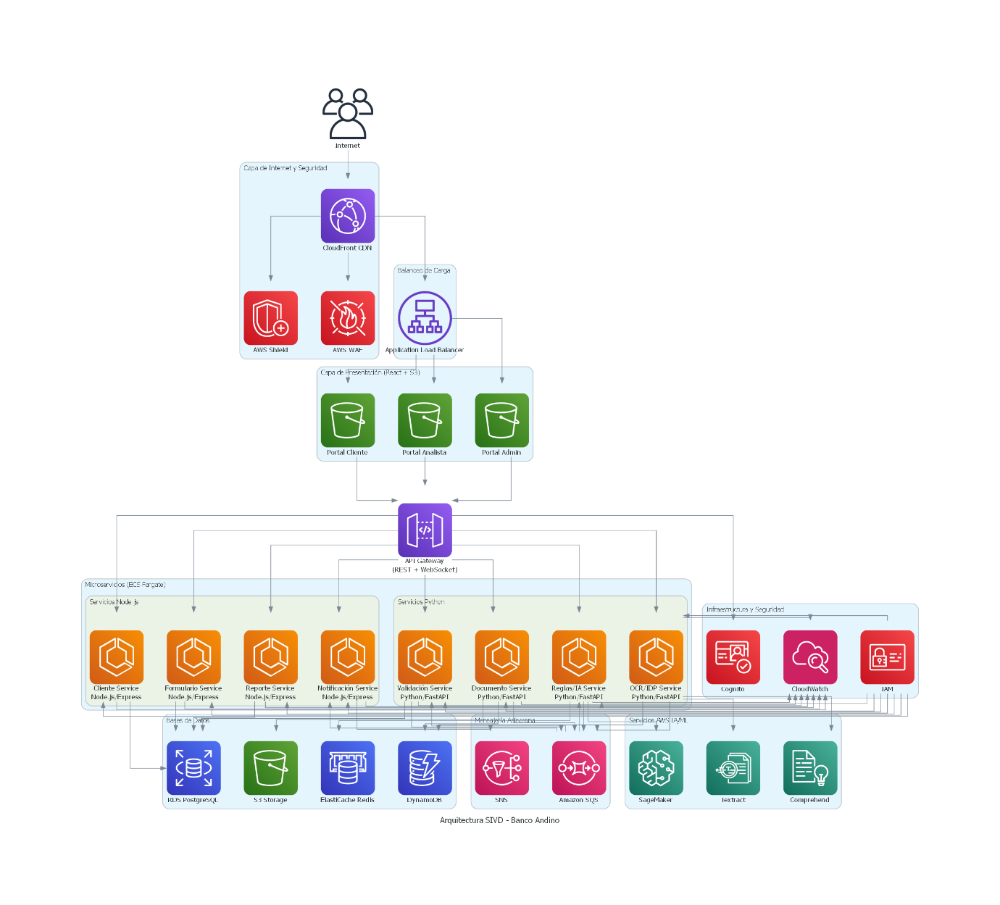 Internet
Capa de Internet y Seguridad
CloudFront CDN
Balanceo de Carga
AWS Shield
AWS WAF
Application Load Balancer
Capa de Presentación (React + S3)
Portal Cliente
Portal Analista
Portal Admin
API Gateway
(REST + WebSocket)
Microservicios (ECS Fargate)
Servicios Node.js
Servicios Python
Infraestructura y Seguridad
Cliente Service
Node.js/Express
Formulario Service
Node.js/Express
Reporte Service
Node.js/Express
Notificación Service
Node.js/Express
Validación Service
Python/FastAPI
Documento Service
Python/FastAPI
Reglas/IA Service
Python/FastAPI
OCR/IDP Service
Python/FastAPI
Cognito
CloudWatch
IAM
Bases de Datos
Mensajería Asíncrona
Servicios AWS IA/ML
RDS PostgreSQL
S3 Storage
ElastiCache Redis
DynamoDB
SNS
Amazon SQS
SageMaker
Textract
Comprehend
Arquitectura SIVD - Banco Andino